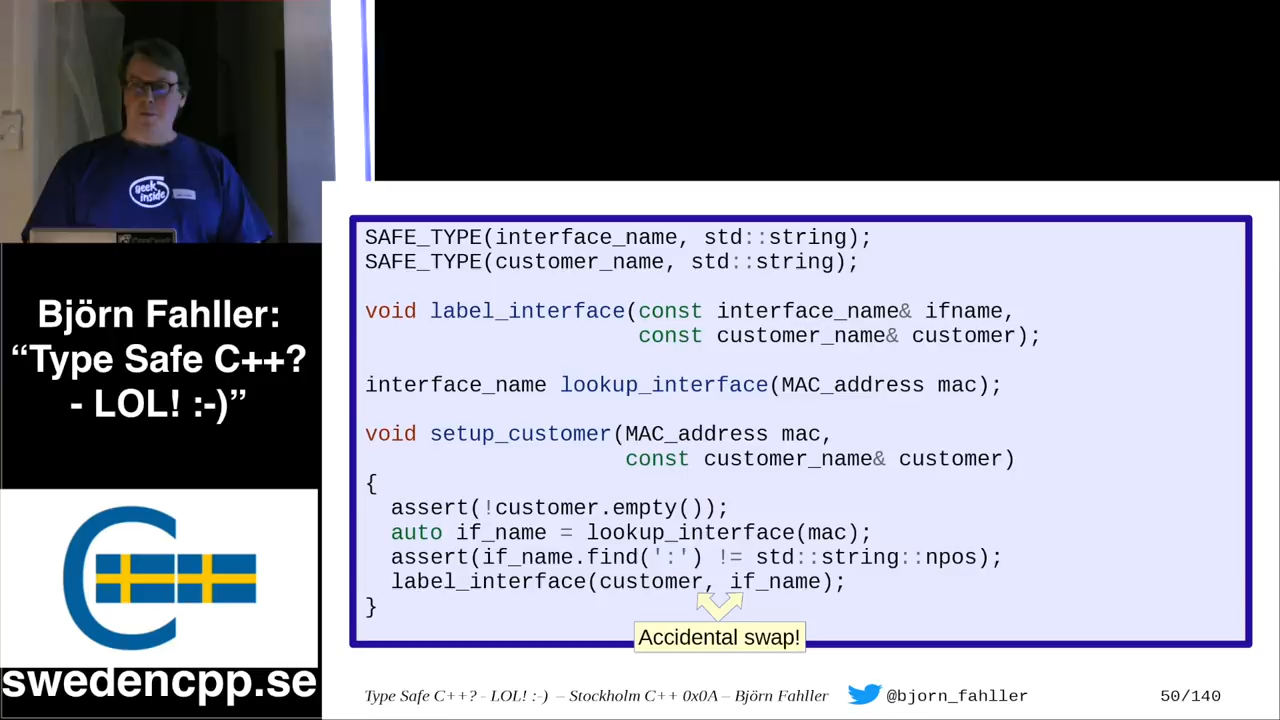 geek
inside
Björn Fahller:
“Type Safe C++?
- LOL! :-)”
swedencpp.se
SAFE_TYPE(interface_name, std::string);
SAFE_TYPE(customer_name, std::string);
void label_interface(const interface_name& ifname,
const customer_name& customer);
interface_name lookup_interface(MAC_address mac);
void setup_customer(MAC_address mac,
const customer_name& customer)
{
assert(!customer.empty());
auto if_name = lookup_interface(mac);
assert(if_name.find(':') != std::string::npos);
label_interface(customer, if_name);
}
Accidental swap!
Type Safe C++? - LOL! :-) – Stockholm C++ 0x0A – Björn Fahller
@bjorn_fahller
50/140